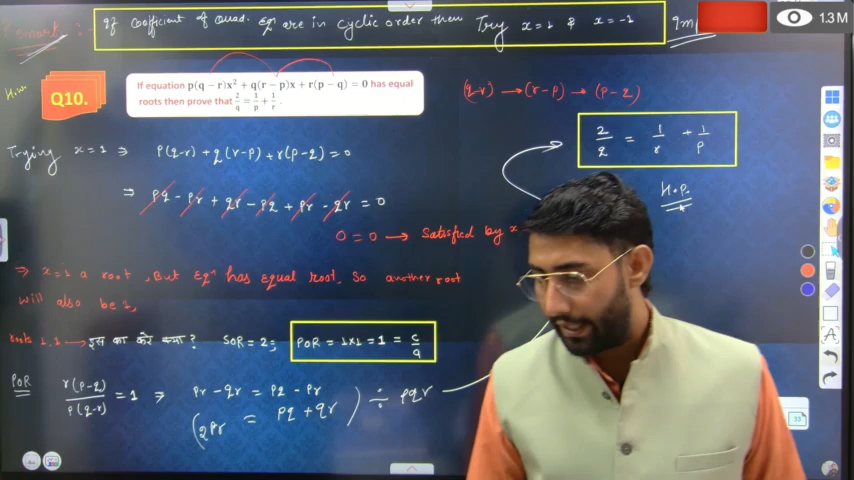 smart :- If coefficient of Quad. Eqn are in cyclic order then Try x=1 & x=-1 Imp
1.3 M
H.W
Q10.
If equation p(q − r)x² + q(r − p)x + r(p − q) = 0 has equal
roots then prove that 2/q = 1/p + 1/r .
(q-r) → (r-p) → (p-q)
2/q = 1/r + 1/p
H.P.
Trying x=1 ⇒ p(q-r)+q(r-p)+r(p-q)=0
⇒ pq - pr + qr - pq + pr - qr = 0
0=0 → Satisfied by x
⇒ x=1 a root, But Eqn has Equal root. So another root
will also be 1,
roots 1,1 → इस का करें क्या? SOR = 2; POR = 1x1 = 1 = c/a
POR r(p-q)/p(q-r) = 1 ⇒ pr - qr = pq - pr
(2pr = pq + qr) ÷ pqr
33